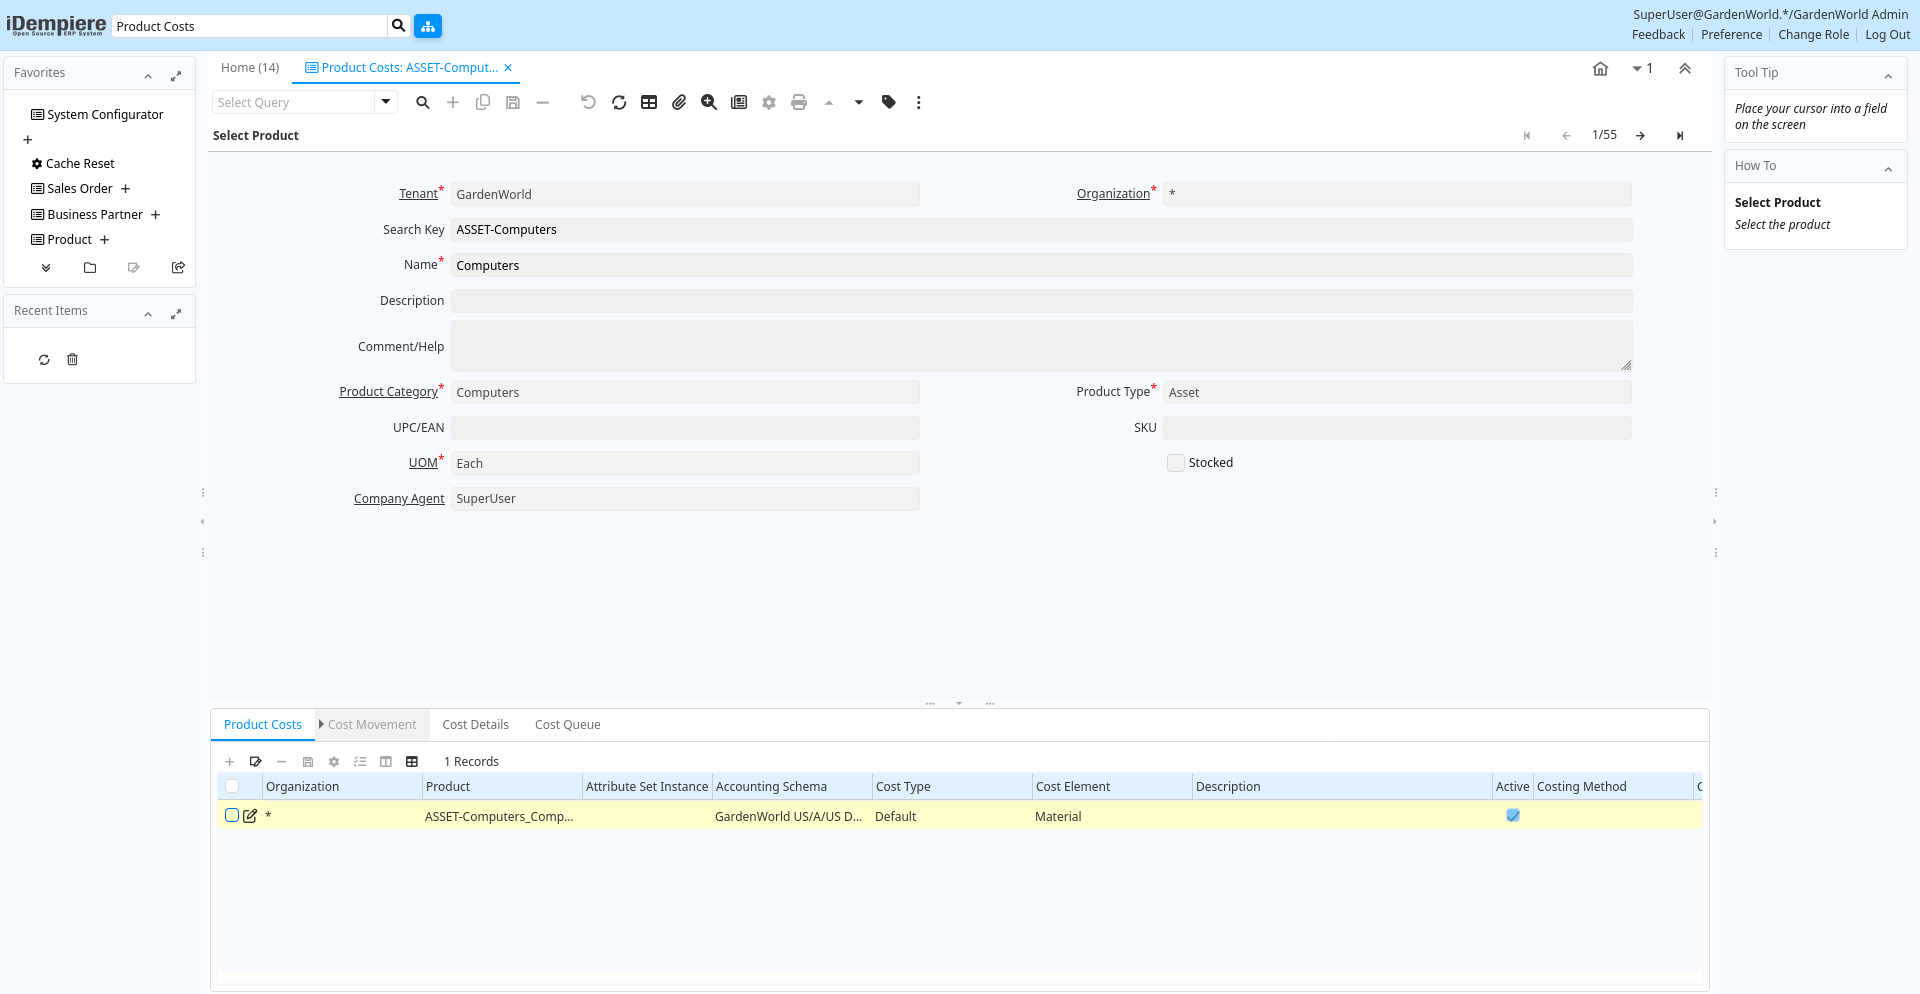 iDempiere
Open Source ERP System
Product Costs
SuperUser@GardenWorld.*/GardenWorld Admin
Feedback
Preference
Change Role
Log Out
Favorites
System Configurator
Cache Reset
Sales Order
Business Partner
Product
Recent Items
Home (14)
Product Costs: ASSET-Comput...
1
Select Query
Select Product
1/55
Tenant*
GardenWorld
Organization*
*
Search Key
ASSET-Computers
Name*
Computers
Description
Comment/Help
Product Category*
Computers
Product Type*
Asset
UPC/EAN
SKU
UOM*
Each
Stocked
Company Agent
SuperUser
Product Costs
Cost Movement
Cost Details
Cost Queue
1 Records
Organization Product Attribute Set Instance Accounting Schema Cost Type Cost Element Description Active Costing Method
* ASSET-Computers_Comp... GardenWorld US/A/US D... Default Material
Tool Tip
Place your cursor into a field
on the screen
How To
Select Product
Select the product